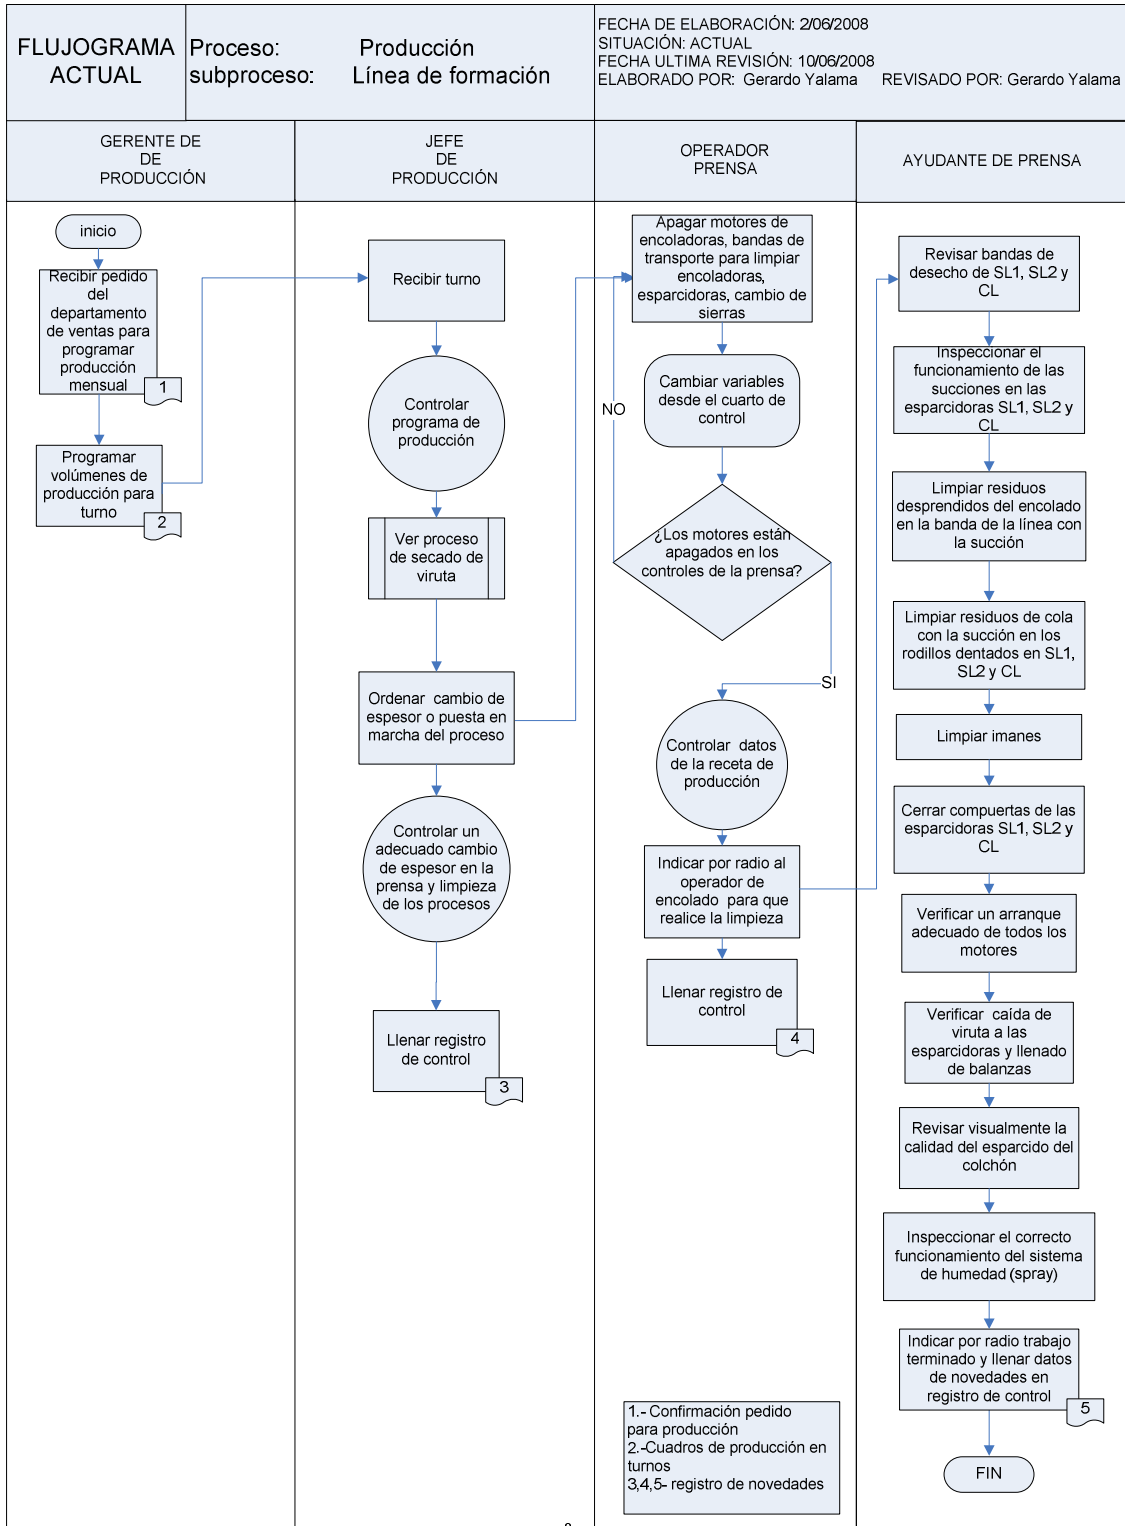 FLUJOGRAMA
ACTUAL
Proceso: Producción
subproceso: Línea de formación
FECHA DE ELABORACIÓN: 2/06/2008
SITUACIÓN: ACTUAL
FECHA ULTIMA REVISIÓN: 10/06/2008
ELABORADO POR: Gerardo Yalama REVISADO POR: Gerardo Yalama
GERENTE DE
DE
PRODUCCIÓN
JEFE
DE
PRODUCCIÓN
OPERADOR
PRENSA
AYUDANTE DE PRENSA
inicio
Recibir pedido
del
departamento
de ventas para
programar
producción
mensual
1
Programar
volúmenes de
producción para
turno
2
Recibir turno
Controlar
programa de
producción
Ver proceso
de secado de
viruta
Ordenar cambio de
espesor o puesta en
marcha del proceso
Controlar un
adecuado cambio
de espesor en la
prensa y limpieza
de los procesos
Llenar registro
de control
3
Apagar motores de
encoladoras, bandas de
transporte para limpiar
encoladoras,
esparcidoras, cambio de
sierras
Cambiar variables
desde el cuarto de
control
NO
¿Los motores están
apagados en los
controles de la prensa?
SI
Controlar datos
de la receta de
producción
Indicar por radio al
operador de
encolado para que
realice la limpieza
Llenar registro de
control
4
1.- Confirmación pedido
para producción
2.-Cuadros de producción en
turnos
3,4,5- registro de novedades
Revisar bandas de
desecho de SL1, SL2 y
CL
Inspeccionar el
funcionamiento de las
succiones en las
esparcidoras SL1, SL2 y
CL
Limpiar residuos
desprendidos del encolado
en la banda de la línea con
la succión
Limpiar residuos de cola
con la succión en los
rodillos dentados en SL1,
SL2 y CL
Limpiar imanes
Cerrar compuertas de las
esparcidoras SL1, SL2 y
CL
Verificar un arranque
adecuado de todos los
motores
Verificar caída de
viruta a las
esparcidoras y llenado
de balanzas
Revisar visualmente la
calidad del esparcido del
colchón
Inspeccionar el correcto
funcionamiento del sistema
de humedad (spray)
Indicar por radio trabajo
terminado y llenar datos
de novedades en
registro de control
5
FIN